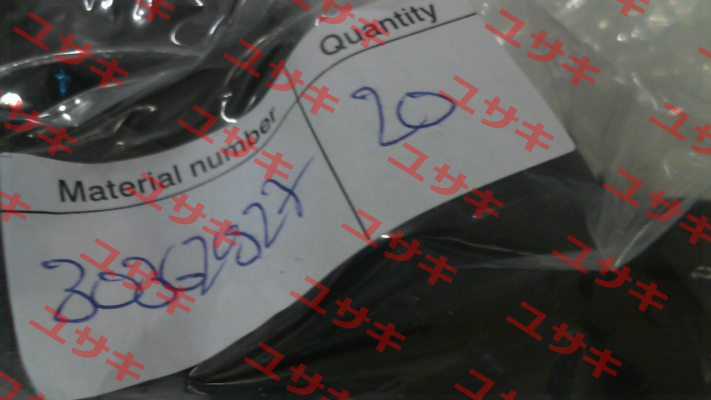 Material number
Quantity
20
ユサキ